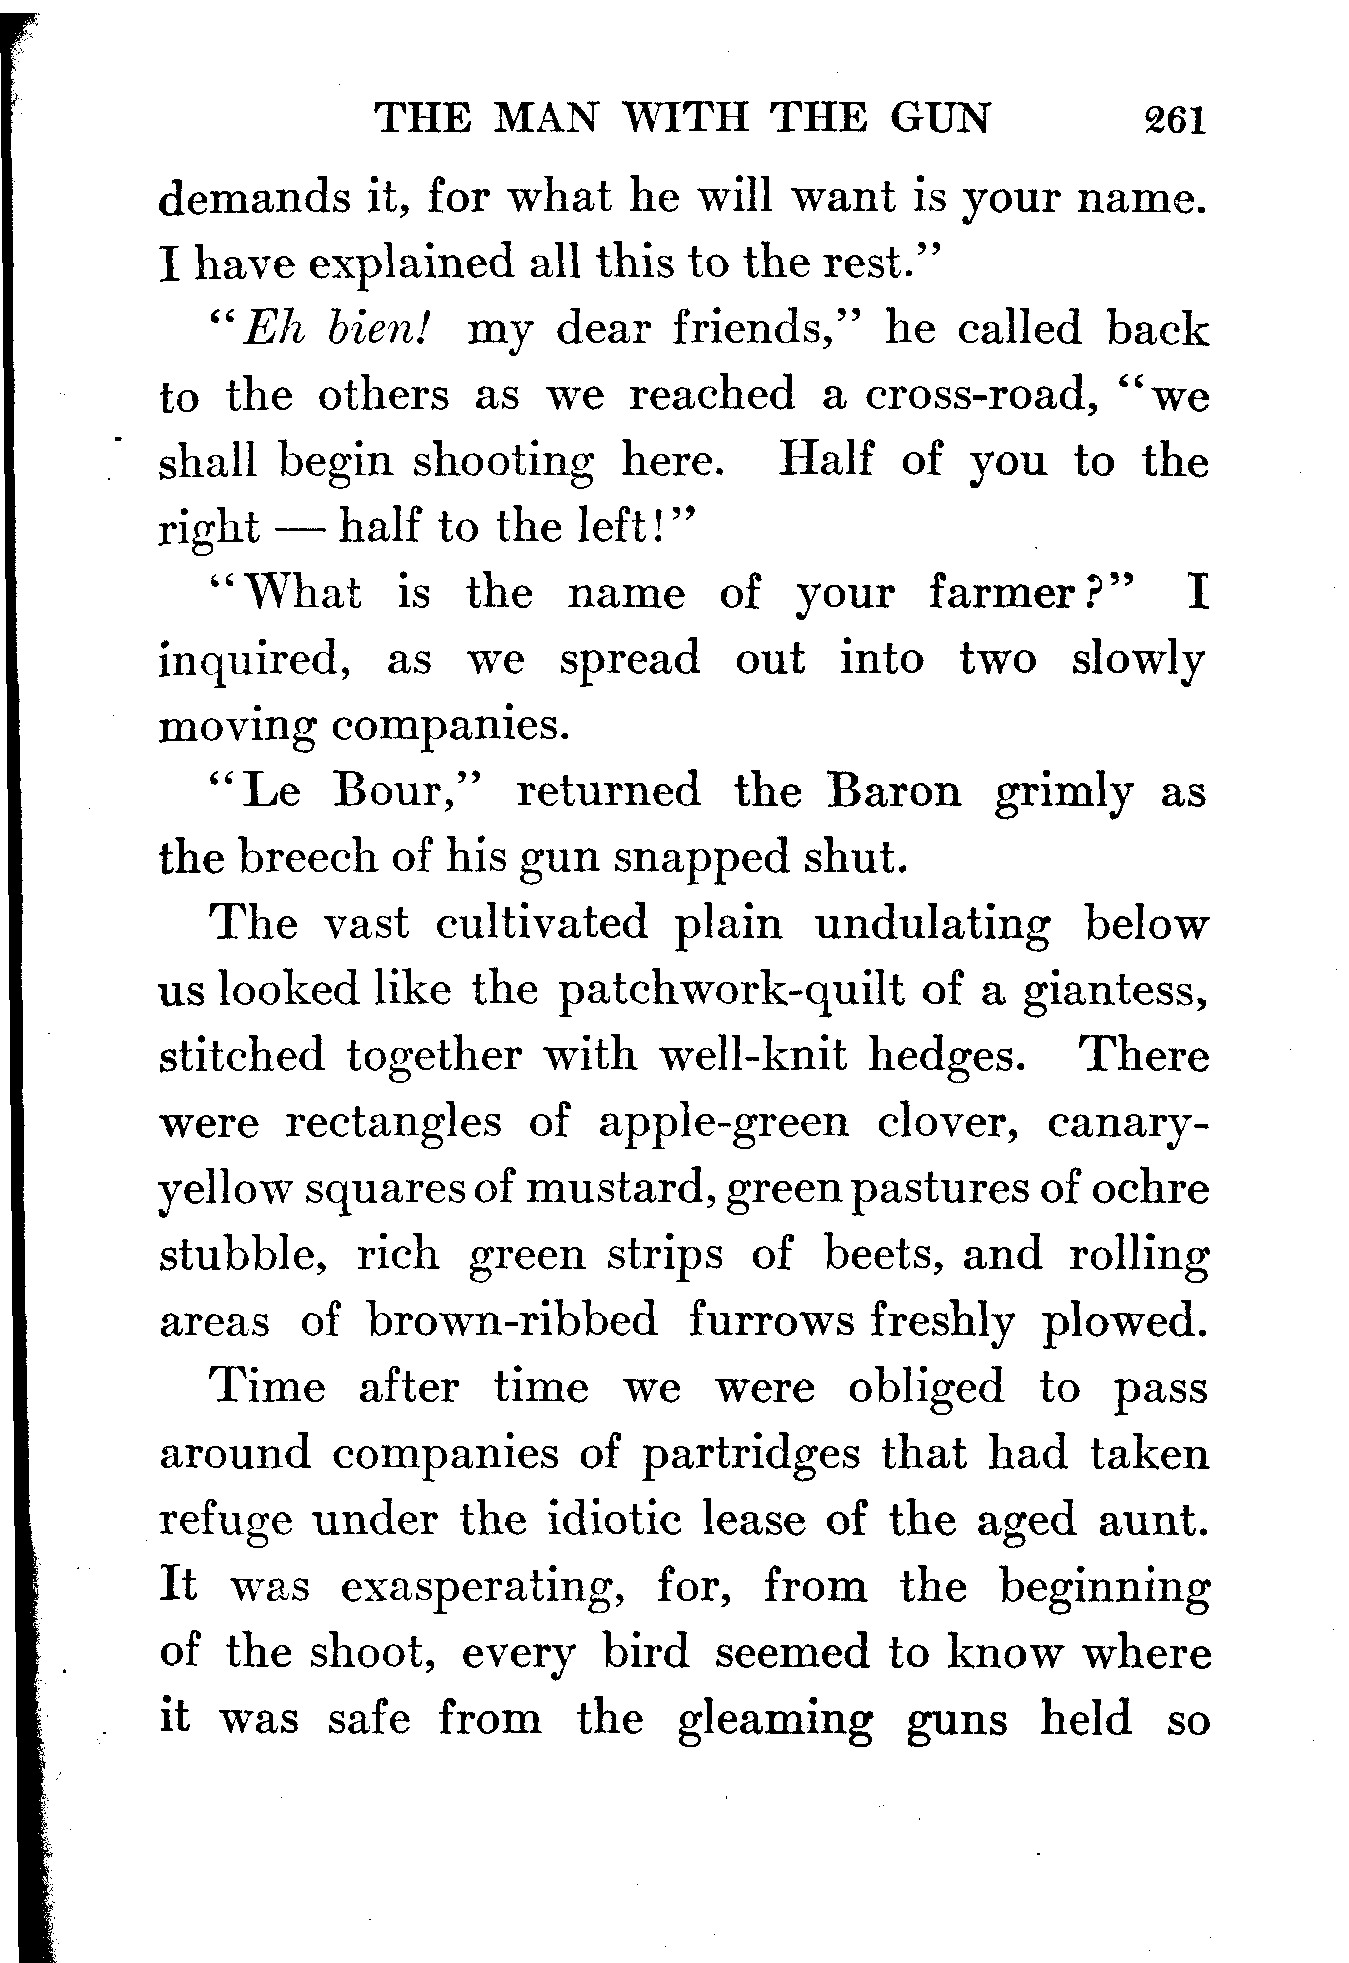 THE MAN WITH THE GUN 261
demands it, for what he will want is your name.
I have explained all this to the rest."
"Eh bien! my dear friends," he called back
to the others as we reached a cross-road, "we
shall begin shooting here. Half of you to the
right — half to the left!"
"What is the name of your farmer?" I
inquired, as we spread out into two slowly
moving companies.
"Le Bour," returned the Baron grimly as
the breech of his gun snapped shut.
The vast cultivated plain undulating below
us looked like the patchwork-quilt of a giantess,
stitched together with well-knit hedges. There
were rectangles of apple-green clover, canary-
yellow squares of mustard, green pastures of ochre
stubble, rich green strips of beets, and rolling
areas of brown-ribbed furrows freshly plowed.
Time after time we were obliged to pass
around companies of partridges that had taken
refuge under the idiotic lease of the aged aunt.
It was exasperating, for, from the beginning
of the shoot, every bird seemed to know where
it was safe from the gleaming guns held so